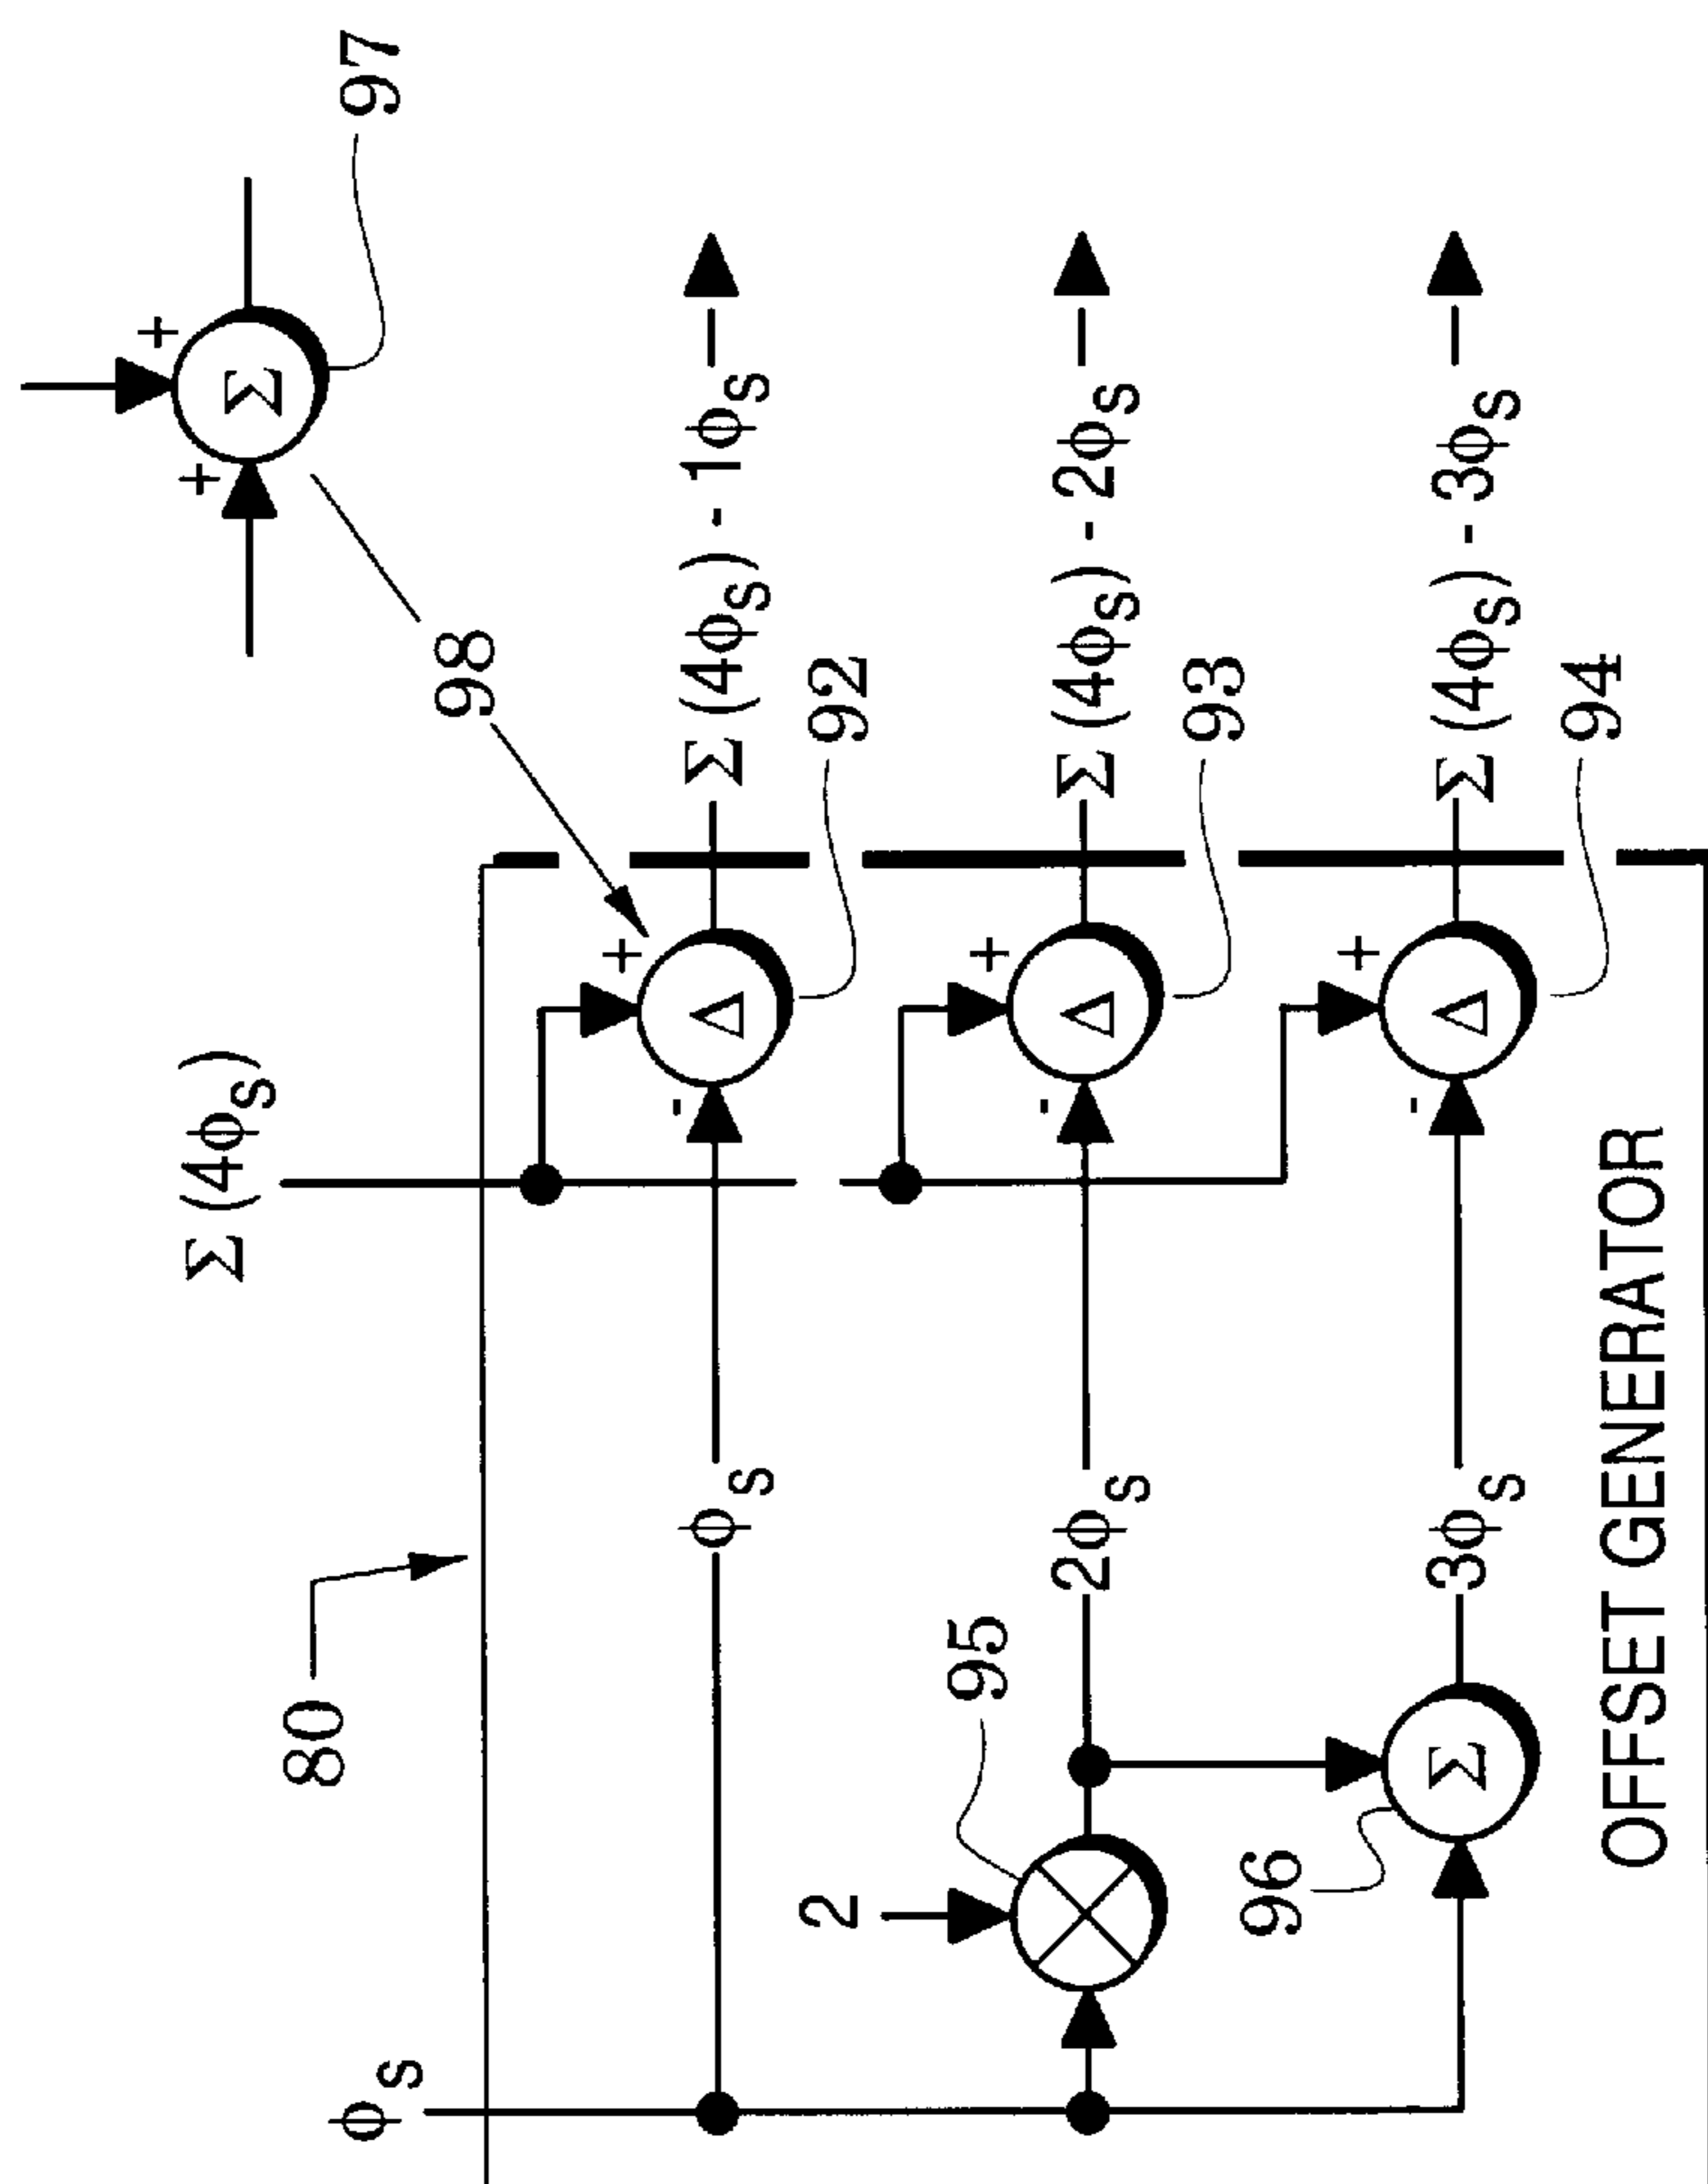 97
+
+
Σ
98
Σ (4ϕs)
80
ϕs
ϕs
-
+
Δ
92
Σ (4ϕs) - 1ϕs
2
95
2ϕs
-
+
Δ
93
Σ (4ϕs) - 2ϕs
96
Σ
3ϕs
-
+
Δ
94
Σ (4ϕs) - 3ϕs
OFFSET GENERATOR